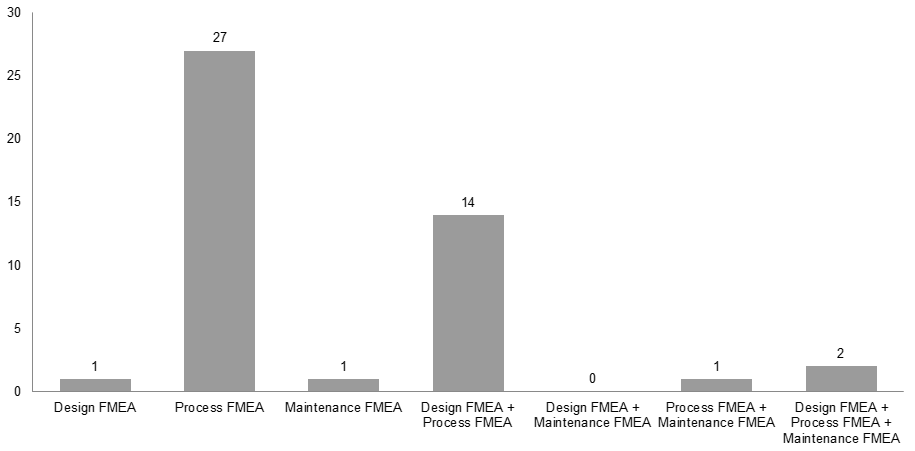 30
27
25
20
15
14
10
5
1
1
0
1
2
0
Design FMEA
Process FMEA
Maintenance FMEA
Design FMEA +
Process FMEA
Design FMEA +
Maintenance FMEA
Process FMEA +
Maintenance FMEA
Design FMEA +
Process FMEA +
Maintenance FMEA